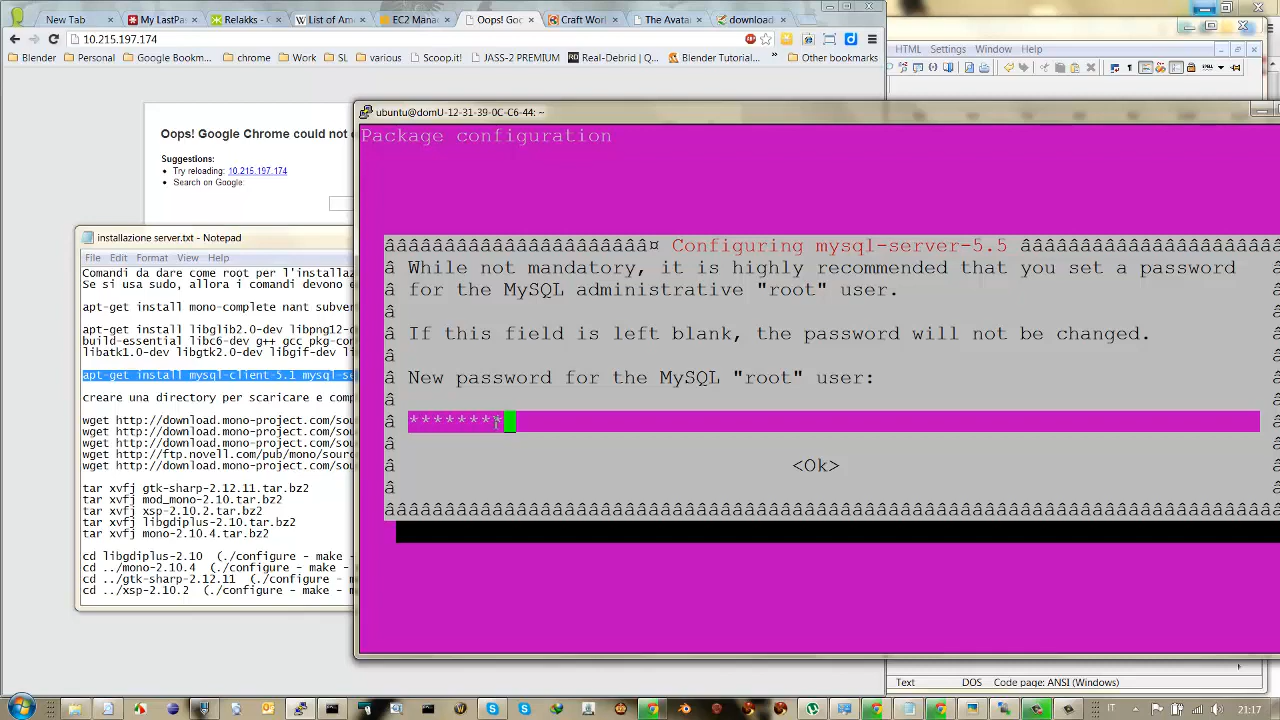 New Tab
My LastPa
Relakks -
List of Am
EC2 Mana
Oops! Goo
Craft Worl
The Avata
download
10.215.197.174
Blender
Personal
Google bookm...
chrome
Work
SL
various
Scoop.it!
JASS-2 PREMIUM
Real-Debrid | Q...
Blender Tutorial...
»
Other bookmarks
HTML Settings Window Help
Oops! Google Chrome could not
Suggestions:
• Try reloading: 10.215.197.174
• Search on Google:
installazione server.txt - Notepad
File Edit Format View Help
Comandi da dare come root per l'installaz
Se si usa sudo, allora i comandi devono e
apt-get install mono-complete nant subver
apt-get install libglib2.0-dev libpng12-d
build-essential libc6-dev g++ gcc pkg-con
libatk1.0-dev libgtk2.0-dev libgif-dev li
apt-get install mysql-client-5.1 mysql-se
creare una directory per scaricare e comp
wget http://download.mono-project.com/sou
wget http://download.mono-project.com/sou
wget http://download.mono-project.com/sou
wget http://ftp.novell.com/pub/mono/sourc
wget http://download.mono-project.com/sou
tar xvfj gtk-sharp-2.12.11.tar.bz2
tar xvfj mod_mono-2.10.tar.bz2
tar xvfj xsp-2.10.2.tar.bz2
tar xvfj libgdiplus-2.10.tar.bz2
tar xvfj mono-2.10.4.tar.bz2
cd libgdiplus-2.10 (./configure - make -
cd ../mono-2.10.4 (./configure - make -
cd ../gtk-sharp-2.12.11 (./configure - ma
cd ../xsp-2.10.2 (./configure - make - ma
ubuntu@domU-12-31-39-0C-C6-44: ~
Package configuration
âââââââââââââââââââââ¤ Configuring mysql-server-5.5 ââââââââââââââââââââââ
â While not mandatory, it is highly recommended that you set a password
â for the MySQL administrative "root" user.
â
â If this field is left blank, the password will not be changed.
â
â New password for the MySQL "root" user:
â
â ********
â
â <Ok>
â
ââââââââââââââââââââââââââââââââââââââââââââââââââââââââââââââââââââââââââ
Text DOS Code page: ANSI (Windows)
IT 21:17